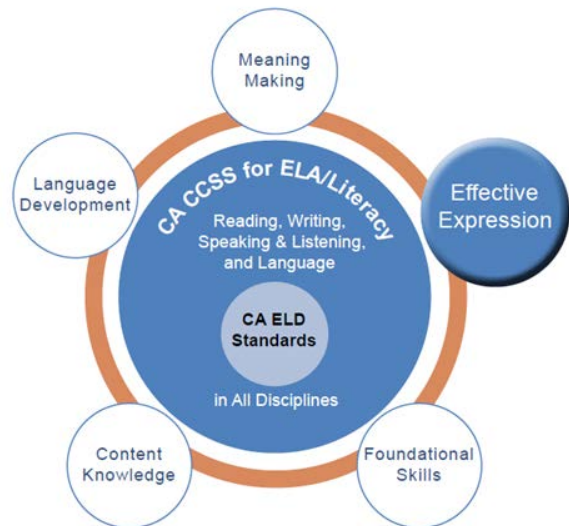 Meaning
Making
Language
Development
Effective
Expression
CA CCSS for ELA/Literacy
Reading, Writing,
Speaking & Listening,
and Language
CA ELD
Standards
in All Disciplines
Content
Knowledge
Foundational
Skills